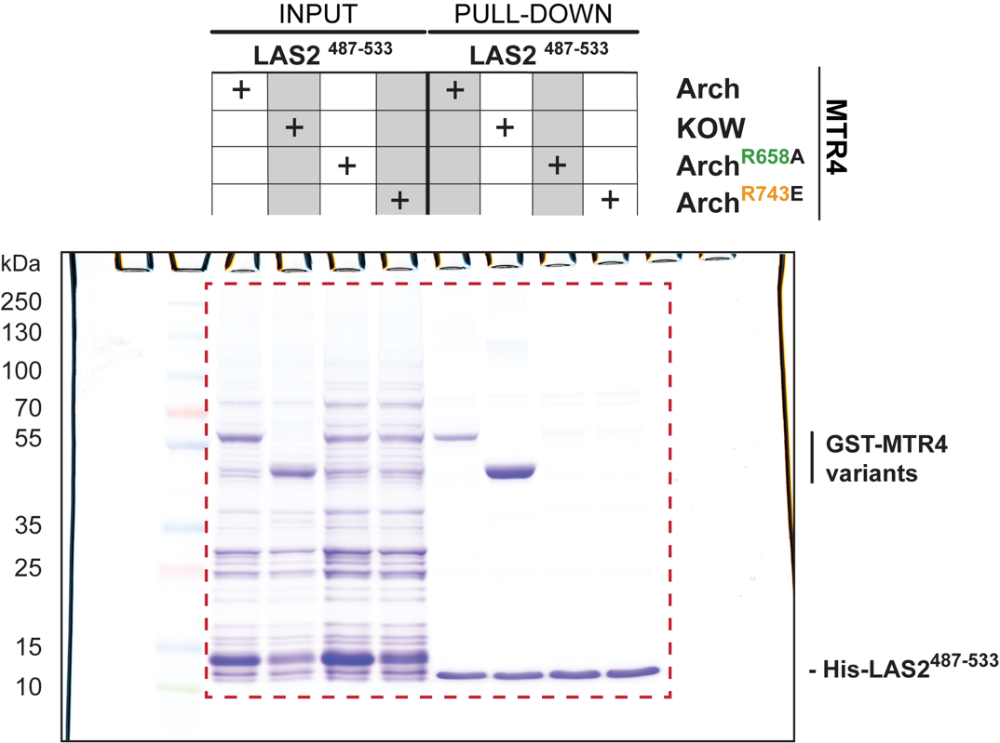 INPUT PULL-DOWN
LAS2 487-533 LAS2 487-533
+ + Arch
+ + KOW
+ + ArchR658A
+ + ArchR743E
MTR4
kDa
250
130
100
70
55
35
25
15
10
GST-MTR4
variants
- His-LAS2487-533